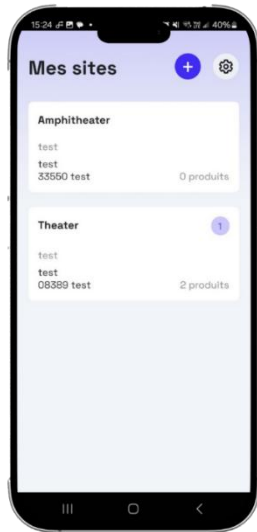 15:24
40%
Mes sites
+
Amphitheater
test
test
33550 test
0 produits
Theater
1
test
test
08389 test
2 produits